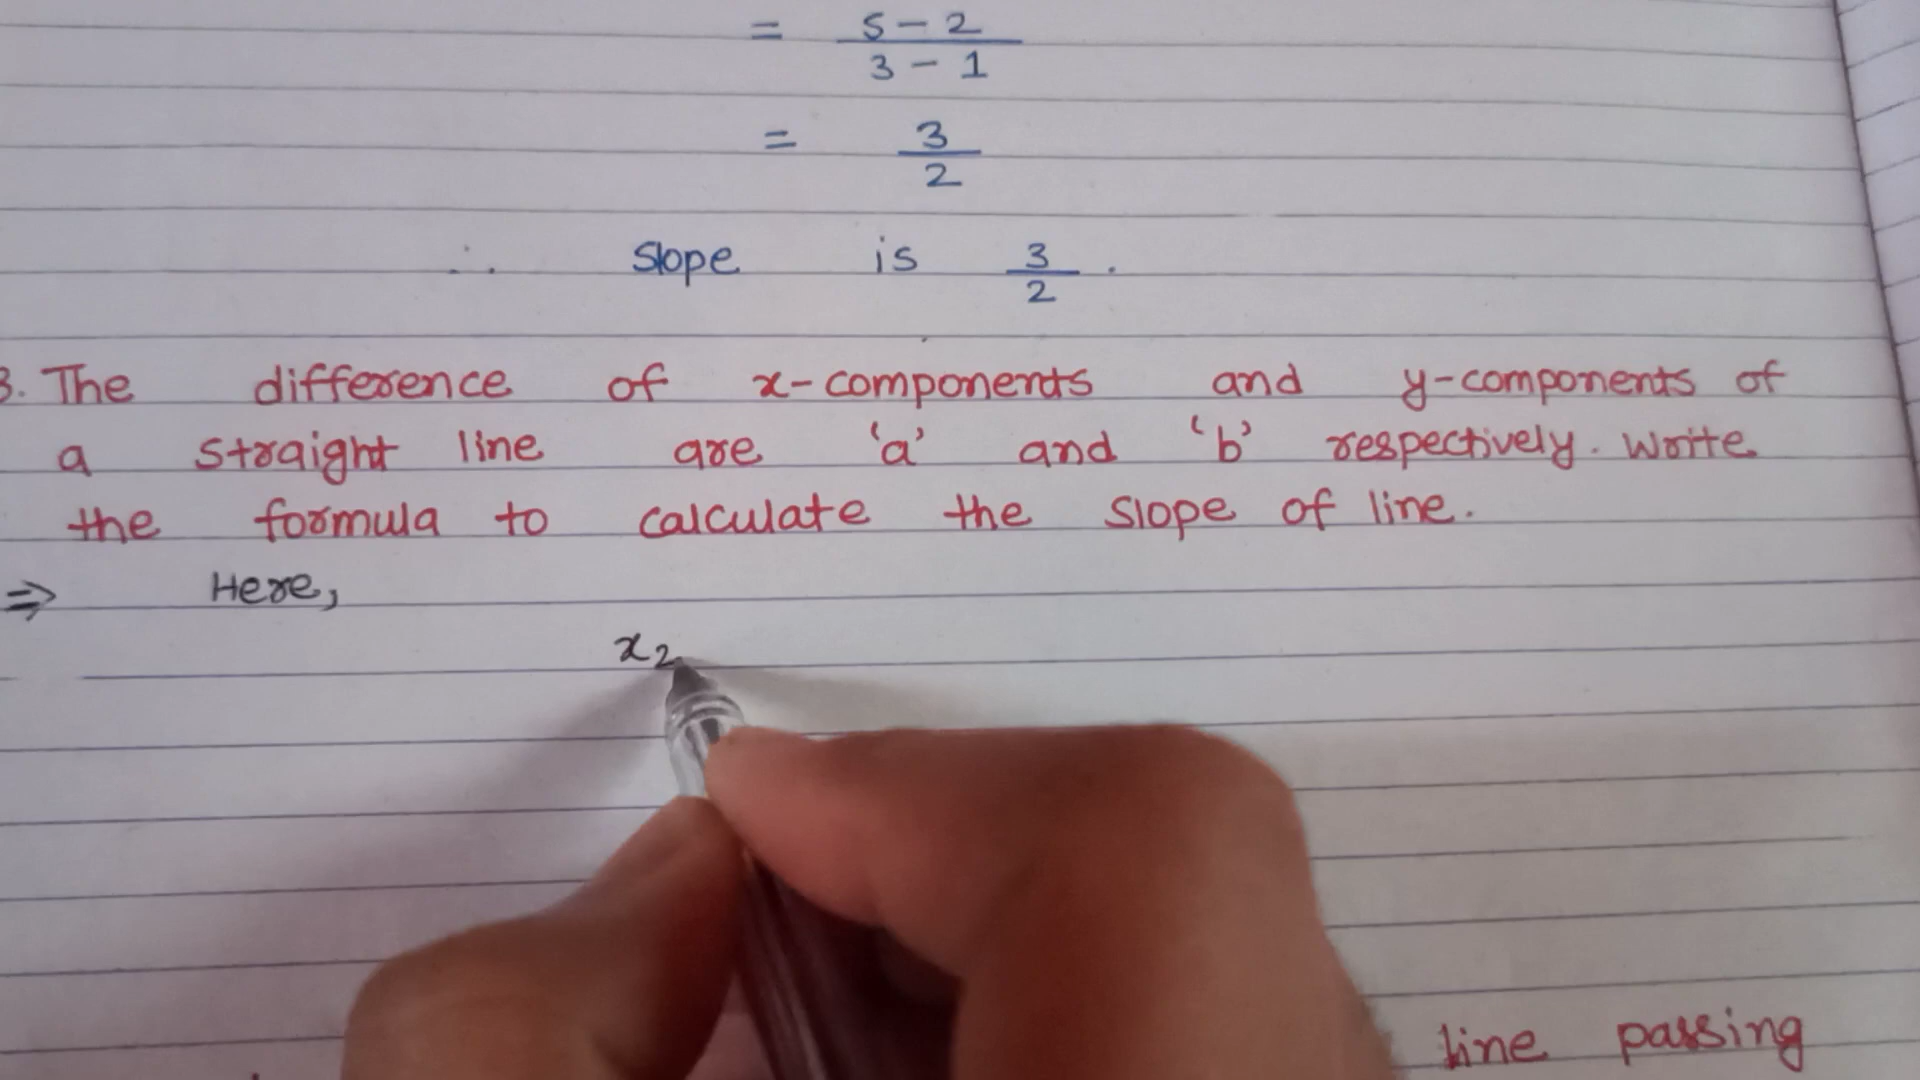 = 5 - 2
3 - 1
= 3
2
∴ Slope is 3
2 .
3. The difference of x-components and y-components of
a straight line are 'a' and 'b' respectively. Write
the formula to calculate the slope of line.
⇒ Here,
x2
line passing